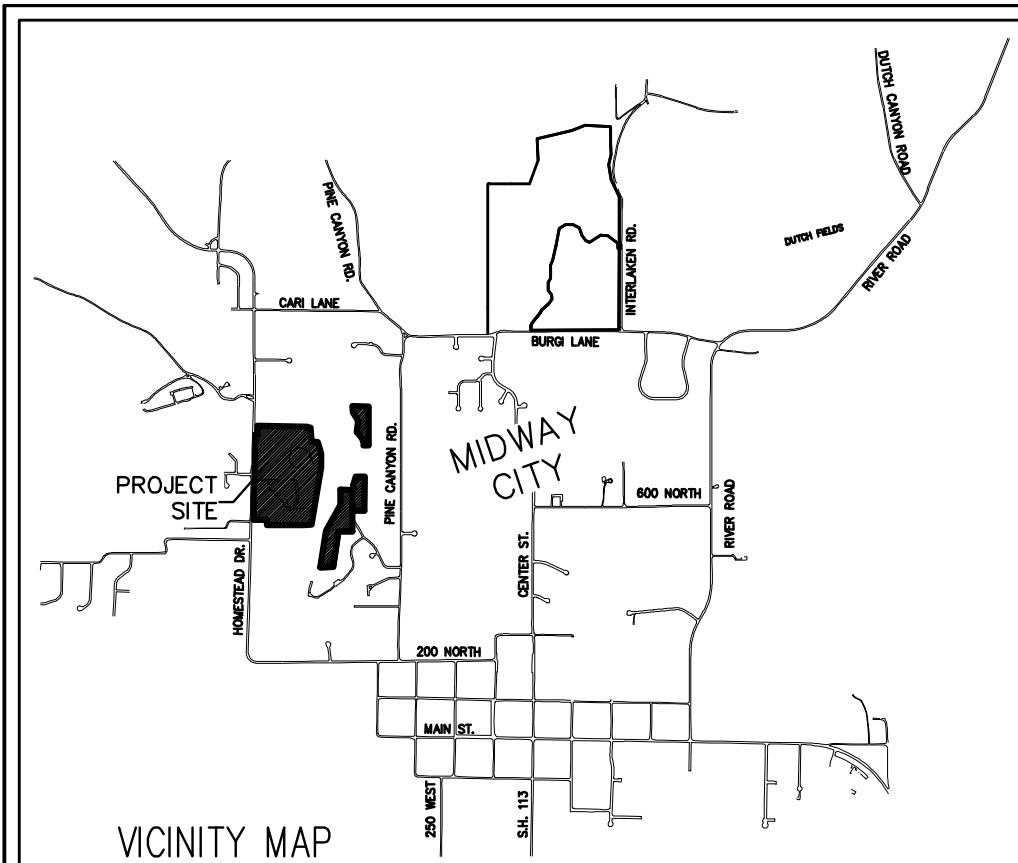 DUTCH CANYON ROAD
PINE CANYON RD.
DUTCH FIELDS
RIVER ROAD
INTERLAKEN RD.
CARI LANE
BURGI LANE
MIDWAY
CITY
PINE CANYON RD.
PROJECT
SITE
600 NORTH
RIVER ROAD
CENTER ST.
HOMESTEAD DR.
200 NORTH
MAIN ST.
250 WEST
S.H. 113
VICINITY MAP